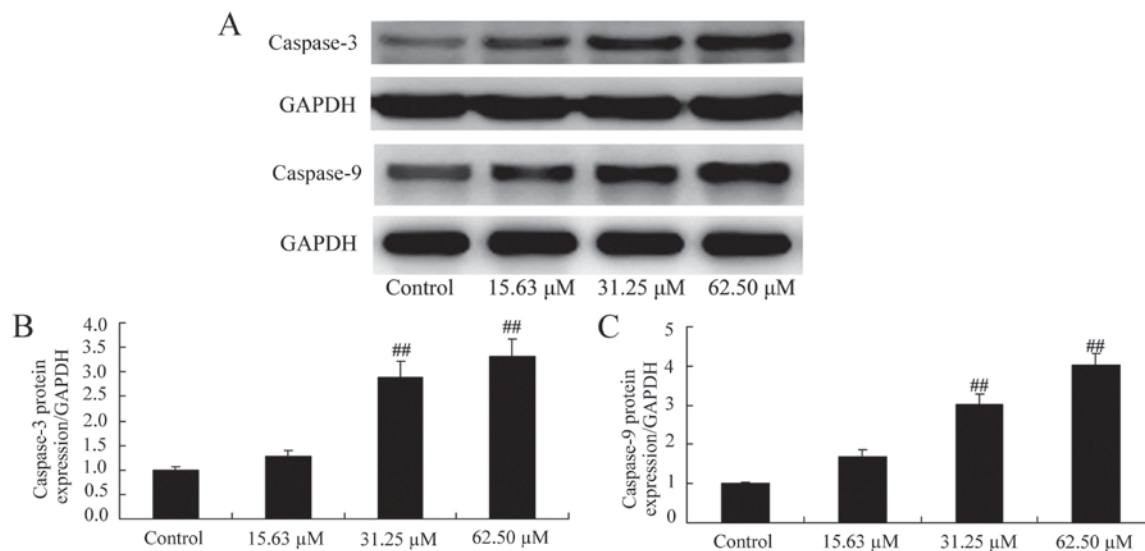 A
Caspase-3
GAPDH
Caspase-9
GAPDH
Control 15.63 μM 31.25 μM 62.50 μM
B
Caspase-3 protein
expression/GAPDH
4.0
3.5
3.0
2.5
1.5
1.0
0.5
0.0
##
##
Control 15.63 μM 31.25 μM 62.50 μM
C
Caspase-9 protein
expression/GAPDH
5
4
3
2
1
0
##
##
Control 15.63 μM 31.25 μM 62.50 μM